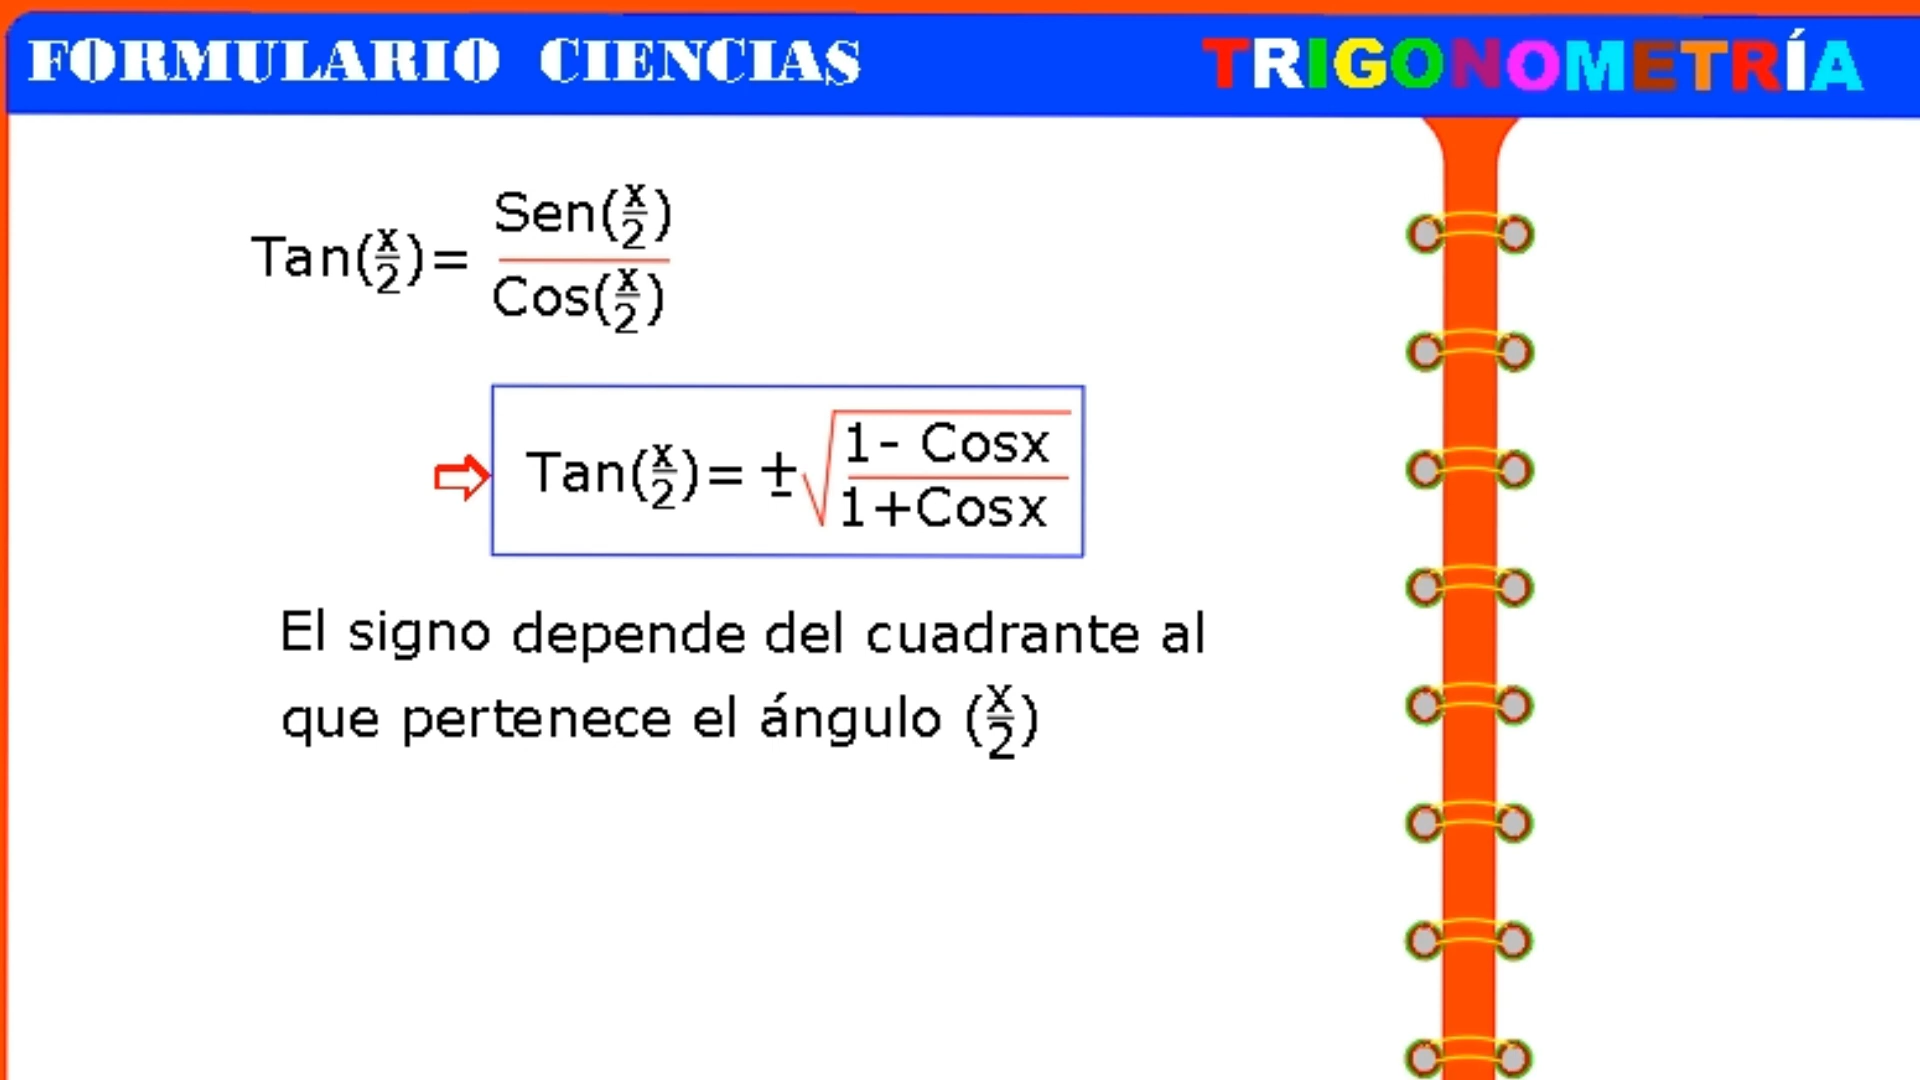 FORMULARIO CIENCIAS
TRIGONOMETRÍA
Tan(x/2)= Sen(x/2)/Cos(x/2)
⇨ Tan(x/2)= ±√(1- Cosx/1+Cosx)
El signo depende del cuadrante al
que pertenece el ángulo (x/2)